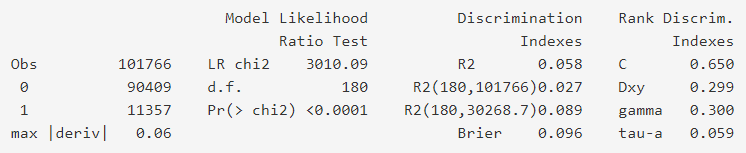 Model Likelihood Discrimination Rank Discrim.
Ratio Test Indexes Indexes
Obs 101766 LR chi2 3010.09 R2 0.058 C 0.650
0 90409 d.f. 180 R2(180,101766)0.027 Dxy 0.299
1 11357 Pr(> chi2) <0.0001 R2(180,30268.7)0.089 gamma 0.300
max |deriv| 0.06 Brier 0.096 tau-a 0.059